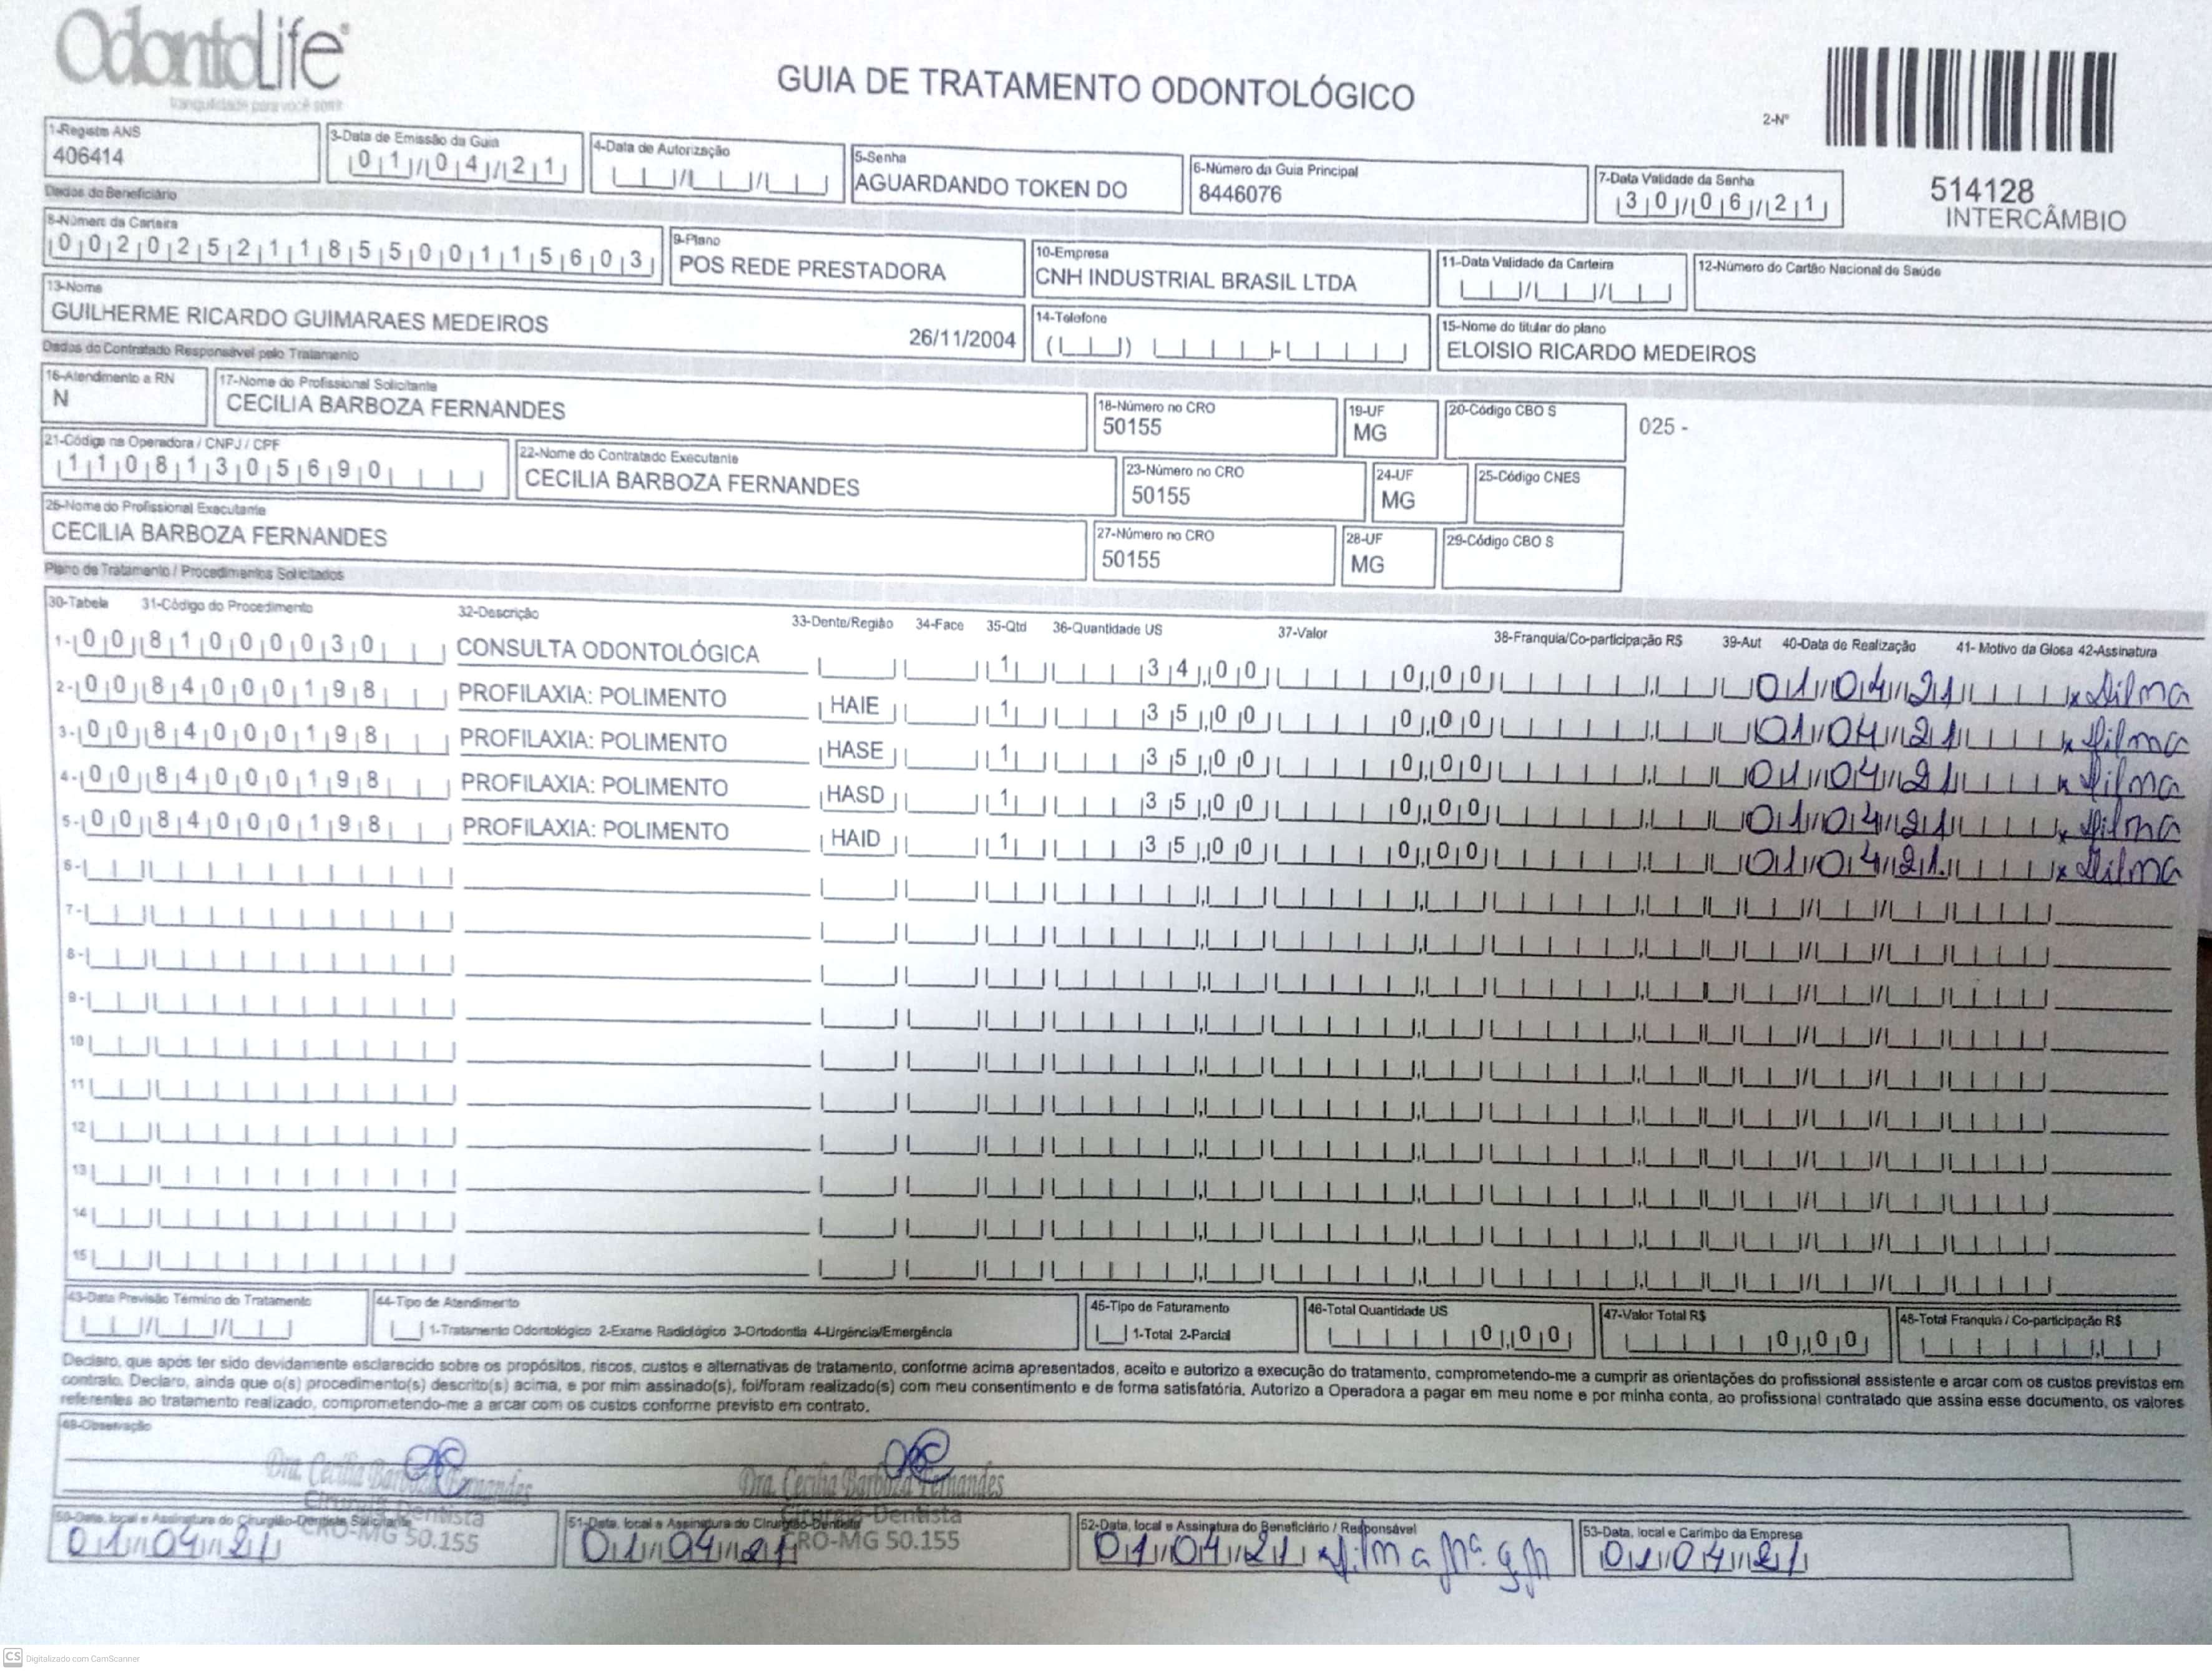 OdontoLife
tranquilidade para você sorrir
GUIA DE TRATAMENTO ODONTOLÓGICO
2-Nº
514128
INTERCÂMBIO
1-Registro ANS
406414
3-Data de Emissão da Guia
01/04/21
4-Data de Autorização
5-Senha
AGUARDANDO TOKEN DO
6-Número da Guia Principal
8446076
7-Data Validade da Senha
30/06/21
Dados do Beneficiário
8-Número da Carteira
00202521185500115603
9-Plano
POS REDE PRESTADORA
10-Empresa
CNH INDUSTRIAL BRASIL LTDA
11-Data Validade da Carteira
12-Número do Cartão Nacional de Saúde
13-Nome
GUILHERME RICARDO GUIMARAES MEDEIROS 26/11/2004
14-Telefone
15-Nome do titular do plano
ELOISIO RICARDO MEDEIROS
Dados do Contratado Responsável pelo Tratamento
16-Atendimento a RN
N
17-Nome do Profissional Solicitante
CECILIA BARBOZA FERNANDES
18-Número no CRO
50155
19-UF
MG
20-Código CBO S
025 -
21-Código na Operadora / CNPJ / CPF
11081305690
22-Nome do Contratado Executante
CECILIA BARBOZA FERNANDES
23-Número no CRO
50155
24-UF
MG
25-Código CNES
26-Nome do Profissional Executante
CECILIA BARBOZA FERNANDES
27-Número no CRO
50155
28-UF
MG
29-Código CBO S
Plano de Tratamento / Procedimentos Solicitados
30-Tabela 31-Código do Procedimento 32-Descrição 33-Dente/Região 34-Face 35-Qtd 36-Quantidade US 37-Valor 38-Franquia/Co-participação R$ 39-Aut 40-Data de Realização 41- Motivo da Glosa 42-Assinatura
1- 00 81000030 CONSULTA ODONTOLÓGICA 1 34,00 0,00 01/04/21 x Dilma
2- 00 84000198 PROFILAXIA: POLIMENTO HAIE 1 35,00 0,00 01/04/21 x Dilma
3- 00 84000198 PROFILAXIA: POLIMENTO HASE 1 35,00 0,00 01/04/21 x Dilma
4- 00 84000198 PROFILAXIA: POLIMENTO HASD 1 35,00 0,00 01/04/21 x Dilma
5- 00 84000198 PROFILAXIA: POLIMENTO HAID 1 35,00 0,00 01/04/21 x Dilma
6-
7-
8-
9-
10
11
12
13
14
15
43-Data Previsão Término do Tratamento
44-Tipo de Atendimento
1-Tratamento Odontológico 2-Exame Radiológico 3-Ortodontia 4-Urgência/Emergência
45-Tipo de Faturamento
1-Total 2-Parcial
46-Total Quantidade US
0,00
47-Valor Total R$
0,00
48-Total Franquia / Co-participação R$
Declaro, que após ter sido devidamente esclarecido sobre os propósitos, riscos, custos e alternativas de tratamento, conforme acima apresentados, aceito e autorizo a execução do tratamento, comprometendo-me a cumprir as orientações do profissional assistente e arcar com os custos previstos em
contrato. Declaro, ainda que o(s) procedimento(s) descrito(s) acima, e por mim assinado(s), foi/foram realizado(s) com meu consentimento e de forma satisfatória. Autorizo a Operadora a pagar em meu nome e por minha conta, ao profissional contratado que assina esse documento, os valores
referentes ao tratamento realizado, comprometendo-me a arcar com os custos conforme previsto em contrato.
49-Observação
Dra. Cecilia Barboza Fernandes
Cirurgiã-Dentista
CRO-MG 50.155
Dra. Cecilia Barboza Fernandes
Cirurgiã-Dentista
CRO-MG 50.155
50-Data, local e Assinatura do Cirurgião-Dentista Solicitante
01/04/21
51-Data, local e Assinatura do Cirurgião-Dentista
01/04/21
52-Data, local e Assinatura do Beneficiário / Responsável
01/04/21 x Dilma
53-Data, local e Carimbo da Empresa
01/04/21
CS Digitalizado com CamScanner